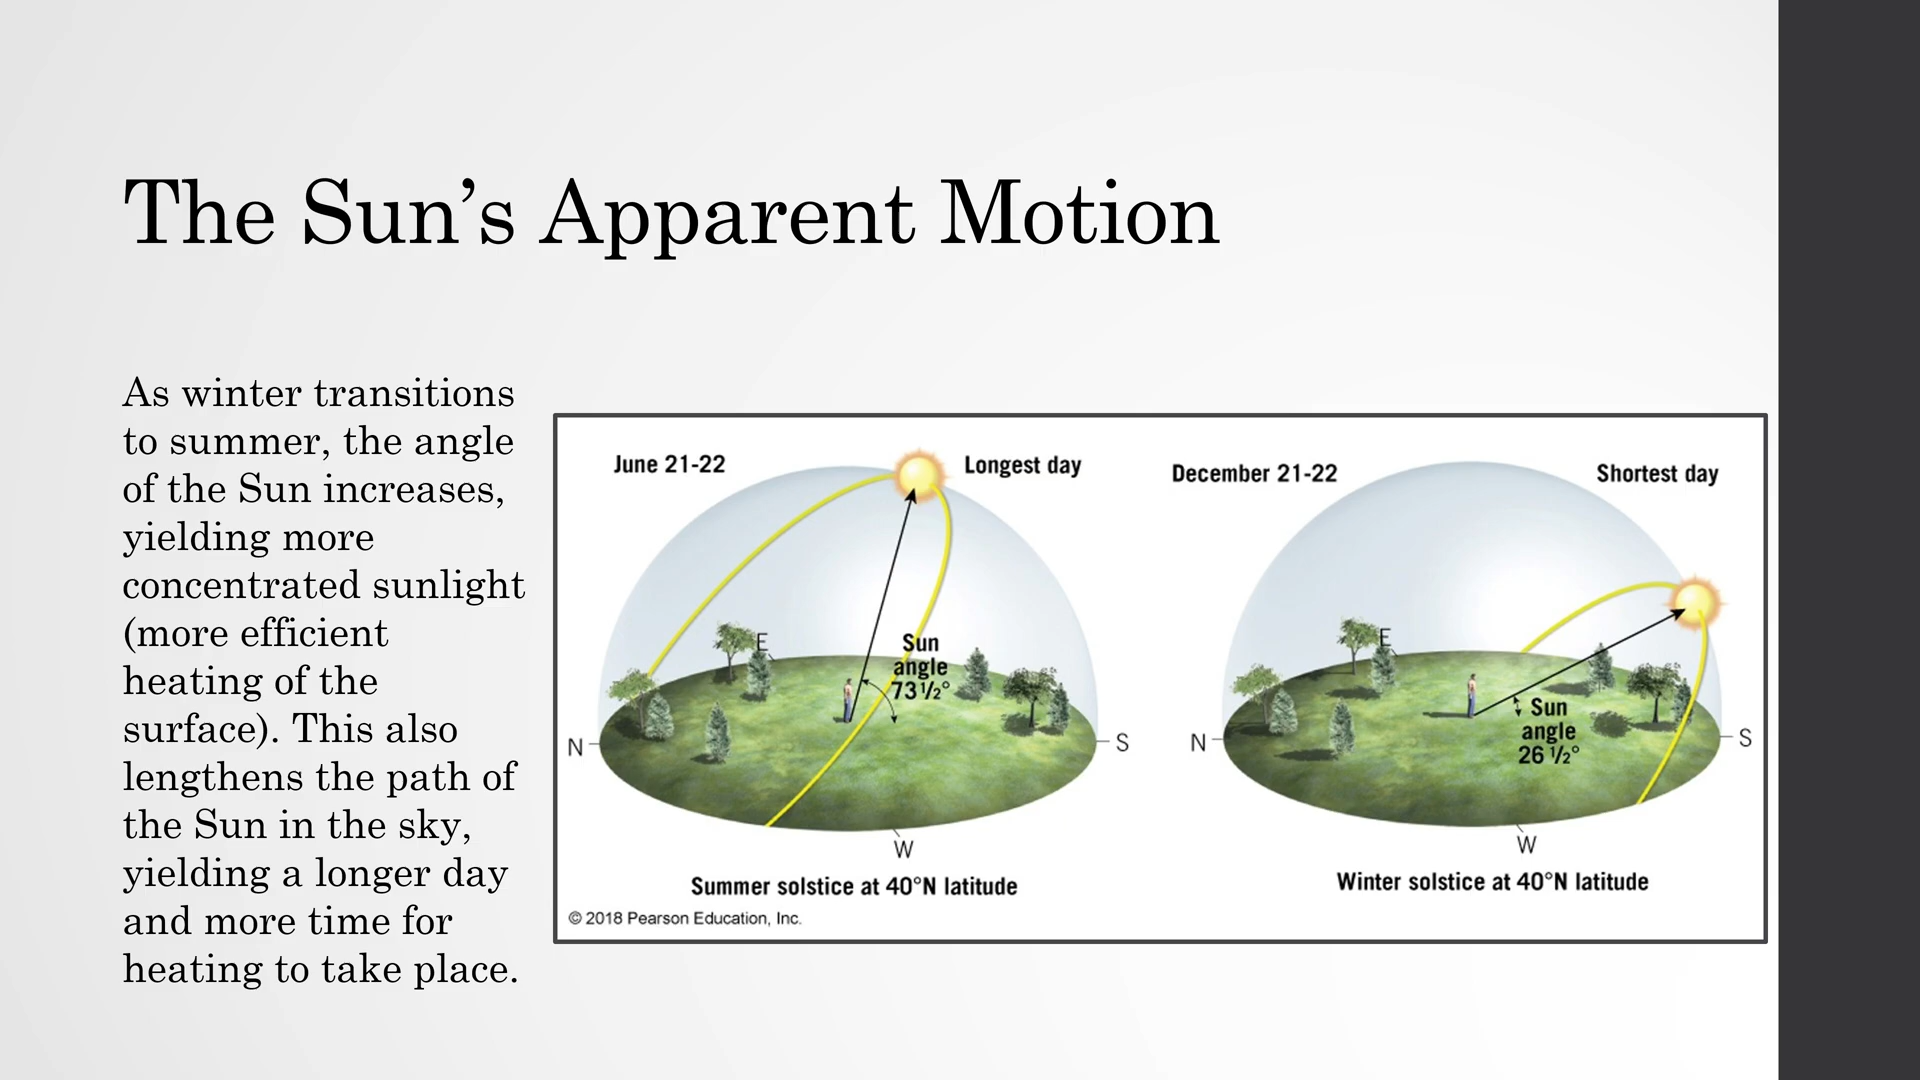 The Sun’s Apparent Motion
As winter transitions
to summer, the angle
of the Sun increases,
yielding more
concentrated sunlight
(more efficient
heating of the
surface). This also
lengthens the path of
the Sun in the sky,
yielding a longer day
and more time for
heating to take place.
June 21-22
Longest day
E
Sun
angle
73 ½°
N
S
W
Summer solstice at 40°N latitude
© 2018 Pearson Education, Inc.
December 21-22
Shortest day
E
Sun
angle
26 ½°
N
S
W
Winter solstice at 40°N latitude